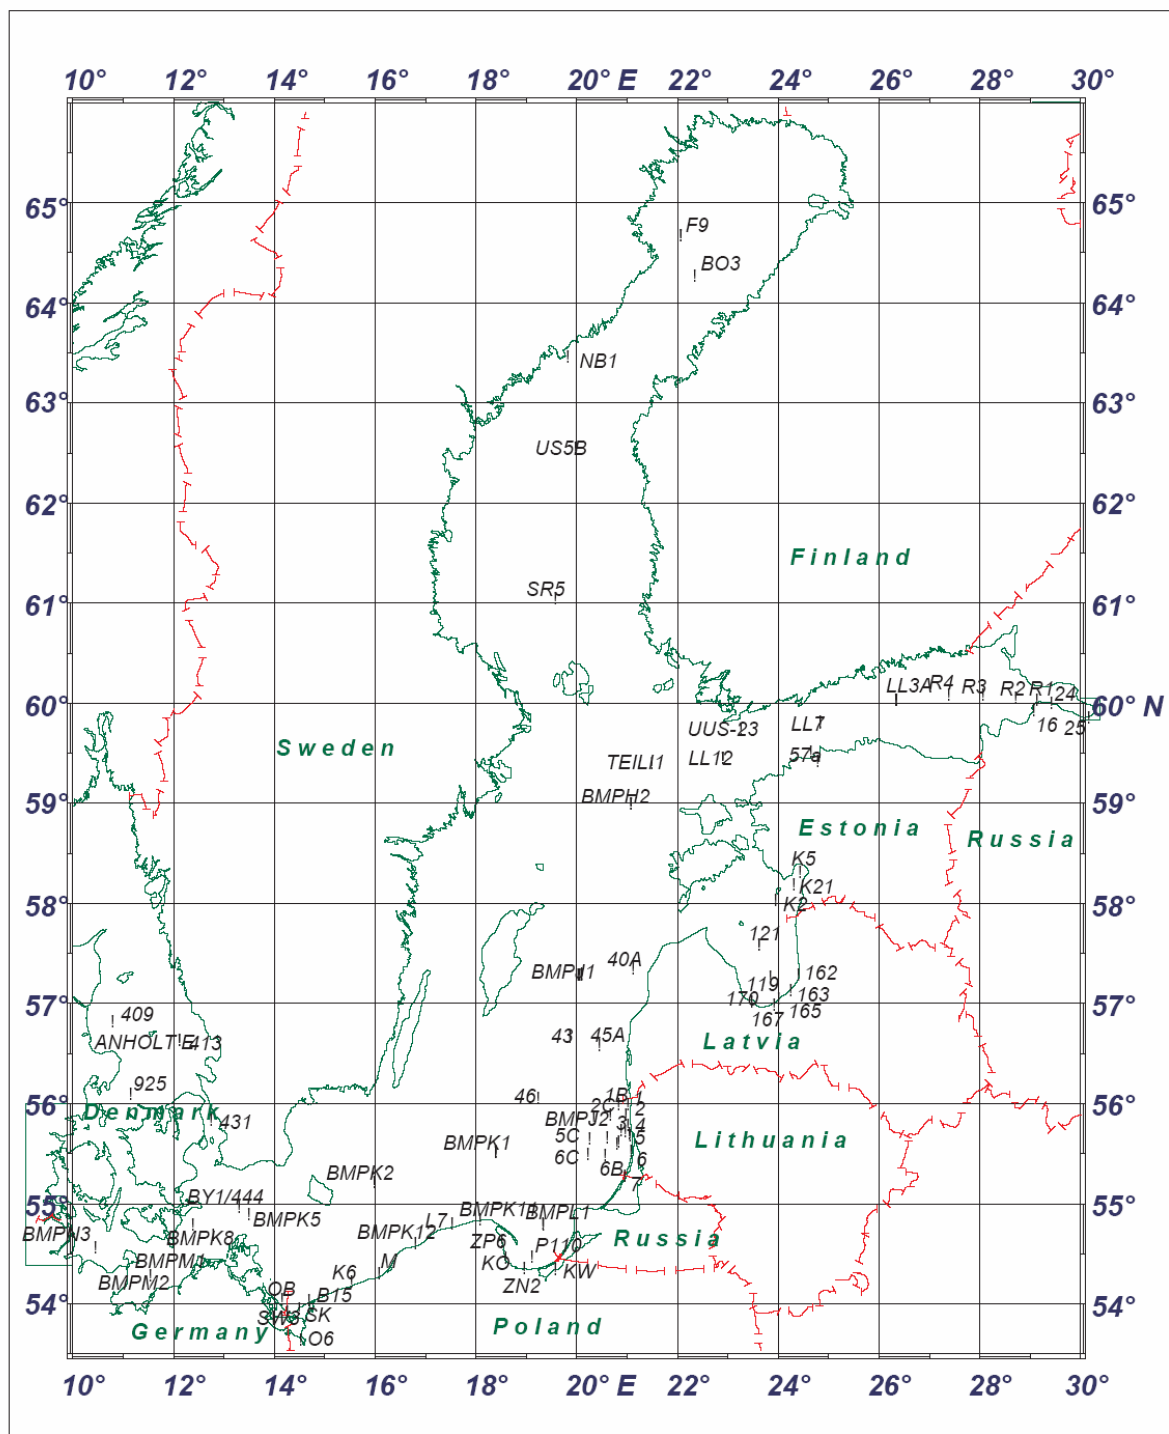 10° 12° 14° 16° 18° 20° E 22° 24° 26° 28° 30°
65° 65°
F9
BO3
64° 64°
NB1
63° 63°
US5B
62° 62°
Finland
SR5
61° 61°
LL3A R4 R3 R2 R1 24
60° 60° N
UUS-23 LL7 16 25
Sweden
TEILI1 LL12 57a
BMPH2
59° 59°
Estonia Russia
K5
K21
58° K2 58°
121
BMPJ1 40A
119 162
57° 170 163 57°
409 167 165
ANHOLT E 413 43 45A
Latvia
925 46 1B 1
56° 2C 2 56°
Denmark 431 BMPJ2 3 4
BMPK1 5C 5
Lithuania
6C 6B 6
BMPK2 7
55° BY1/444 55°
BMPK5 L7 BMPK11 BMPL1
BMPN3 BMPK8 BMPK12 ZP6 P110 Russia
BMPM1 M KO KW
BMPM2 K6 ZN2
54° OB B15 54°
SW3 SK
Germany O6 Poland
10° 12° 14° 16° 18° 20° E 22° 24° 26° 28° 30°